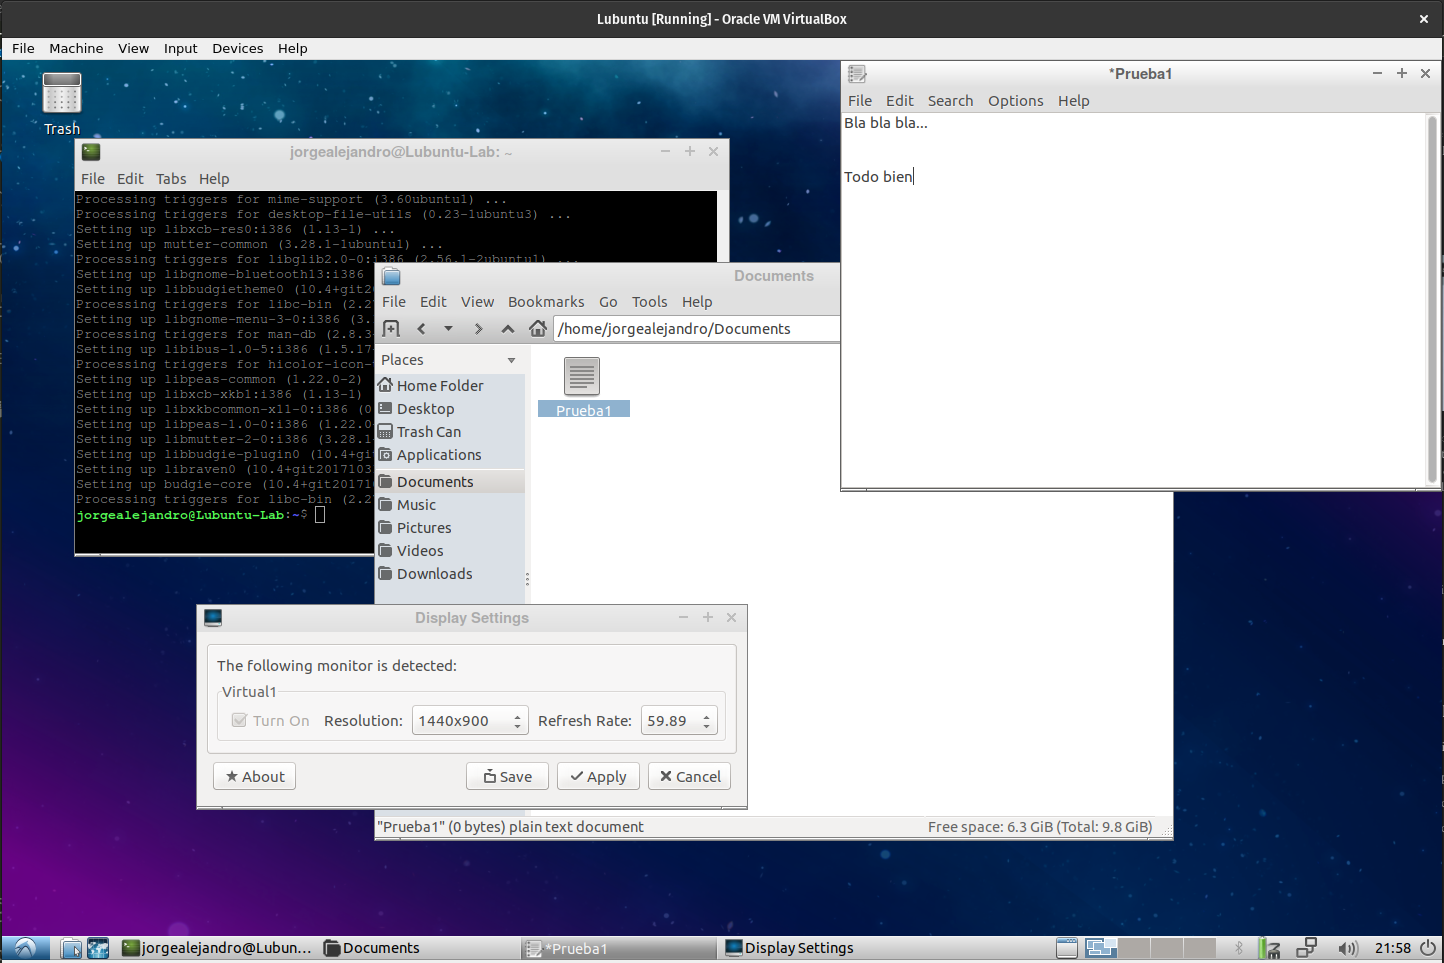 Lubuntu [Running] - Oracle VM VirtualBox
File Machine View Input Devices Help
Trash
jorgealejandro@Lubuntu-Lab: ~
File Edit Tabs Help
Processing triggers for mime-support (3.60ubuntu1) ...
Processing triggers for desktop-file-utils (0.23-1ubuntu3) ...
Setting up libxcb-res0:i386 (1.13-1) ...
Setting up mutter-common (3.28.1-1ubuntu1) ...
Processing triggers for libglib2.0-0:i386 (2.56.1-2ubuntu1) ...
Setting up libgnome-bluetooth13:i386
Setting up libbudgietheme0 (10.4+git20
Processing triggers for libc-bin (2.27
Setting up libgnome-menu-3-0:i386 (3.
Processing triggers for man-db (2.8.3
Setting up libibus-1.0-5:i386 (1.5.17
Processing triggers for hicolor-icon-
Setting up libpeas-common (1.22.0-2)
Setting up libxcb-xkb1:i386 (1.13-1)
Setting up libxkbcommon-x11-0:i386 (0
Setting up libpeas-1.0-0:i386 (1.22.0
Setting up libmutter-2-0:i386 (3.28.1
Setting up libbudgie-plugin0 (10.4+gi
Setting up libraven0 (10.4+git2017103
Setting up budgie-core (10.4+git20171
Processing triggers for libc-bin (2.27
jorgealejandro@Lubuntu-Lab:~$
Documents
File Edit View Bookmarks Go Tools Help
/home/jorgealejandro/Documents
Places
Home Folder
Desktop
Trash Can
Applications
Documents
Music
Pictures
Videos
Downloads
Prueba1
"Prueba1" (0 bytes) plain text document
Free space: 6.3 GiB (Total: 9.8 GiB)
*Prueba1
File Edit Search Options Help
Bla bla bla...
Todo bien
Display Settings
The following monitor is detected:
Virtual1
Turn On Resolution: 1440x900 Refresh Rate: 59.89
About Save Apply Cancel
jorgealejandro@Lubun... Documents *Prueba1 Display Settings 21:58